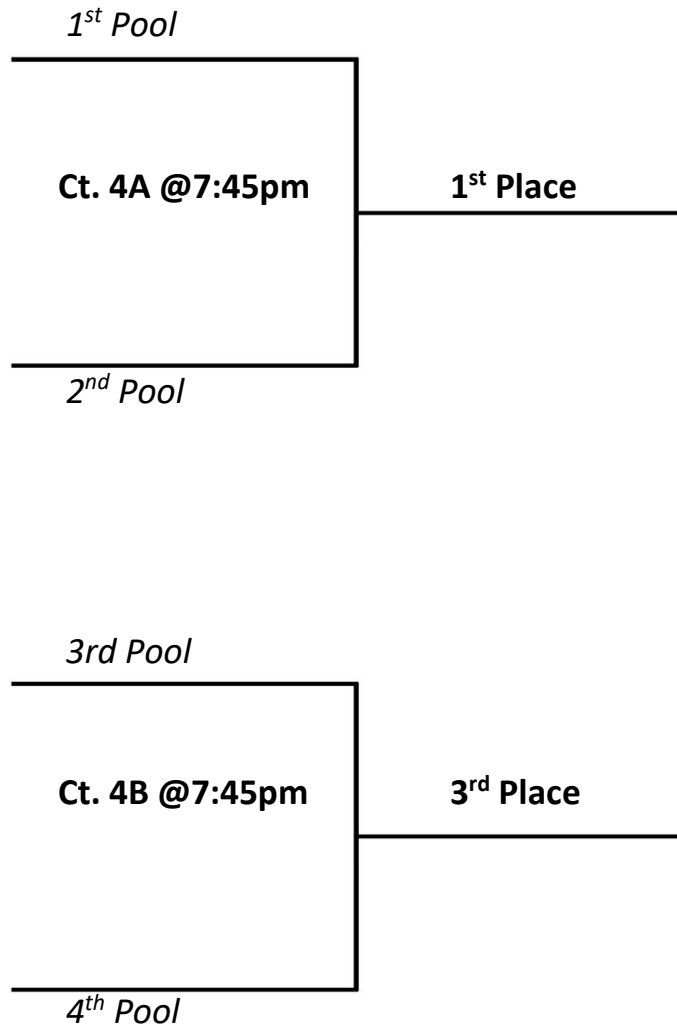 1st Pool
Ct. 4A @7:45pm
1st Place
2nd Pool
3rd Pool
Ct. 4B @7:45pm
3rd Place
4th Pool